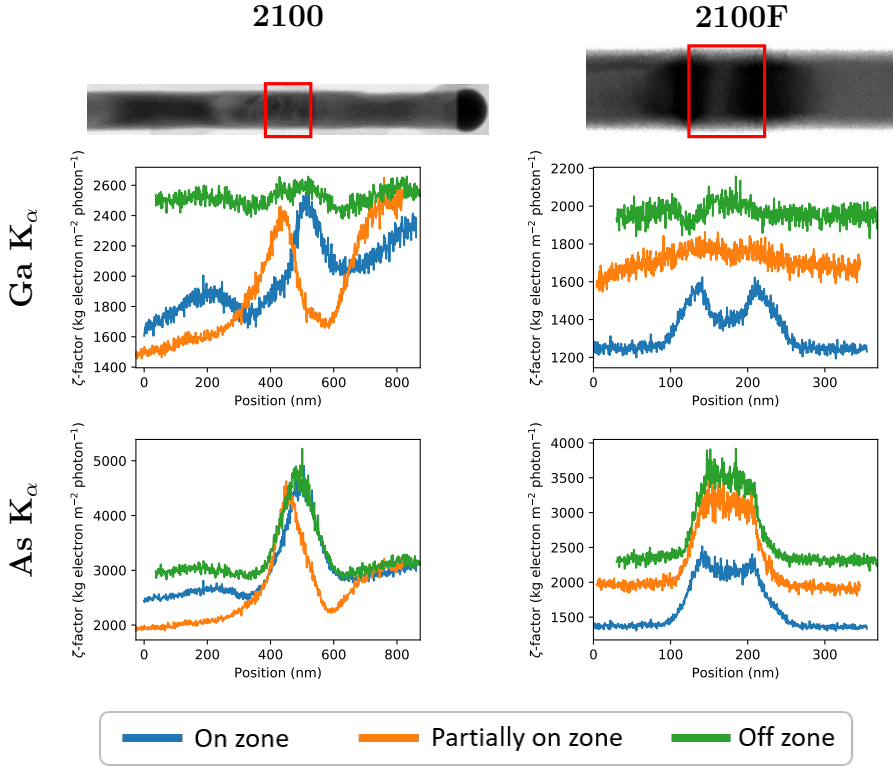 2100
2100F
Ga Kα
ζ-factor (kg electron m−2 photon−1)
2600
2400
2200
2000
1800
1600
1400
0 200 400 600 800
Position (nm)
ζ-factor (kg electron m−2 photon−1)
2200
2000
1800
1600
1400
1200
0 100 200 300
Position (nm)
As Kα
ζ-factor (kg electron m−2 photon−1)
5000
4000
3000
2000
0 200 400 600 800
Position (nm)
ζ-factor (kg electron m−2 photon−1)
4000
3500
3000
2500
2000
1500
0 100 200 300
Position (nm)
On zone Partially on zone Off zone